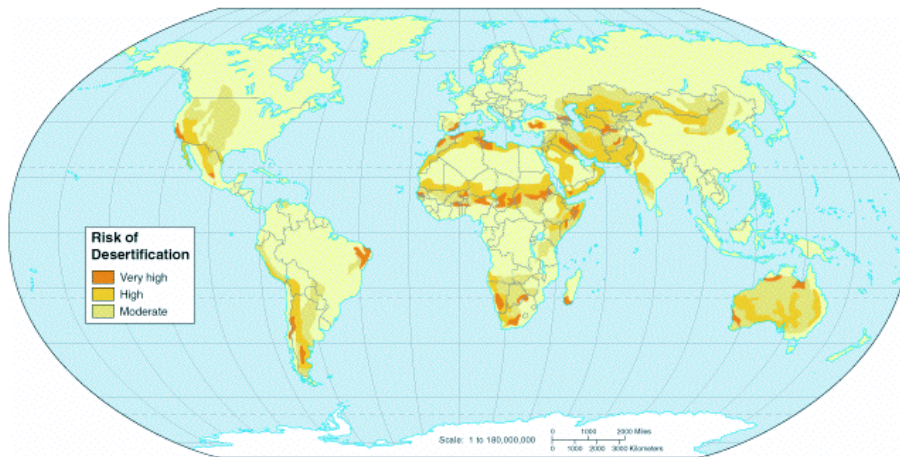 Risk of
Desertification
Very high
High
Moderate
Scale: 1 to 180,000,000
0 1000 2000 Miles
0 1000 2000 3000 Kilometers